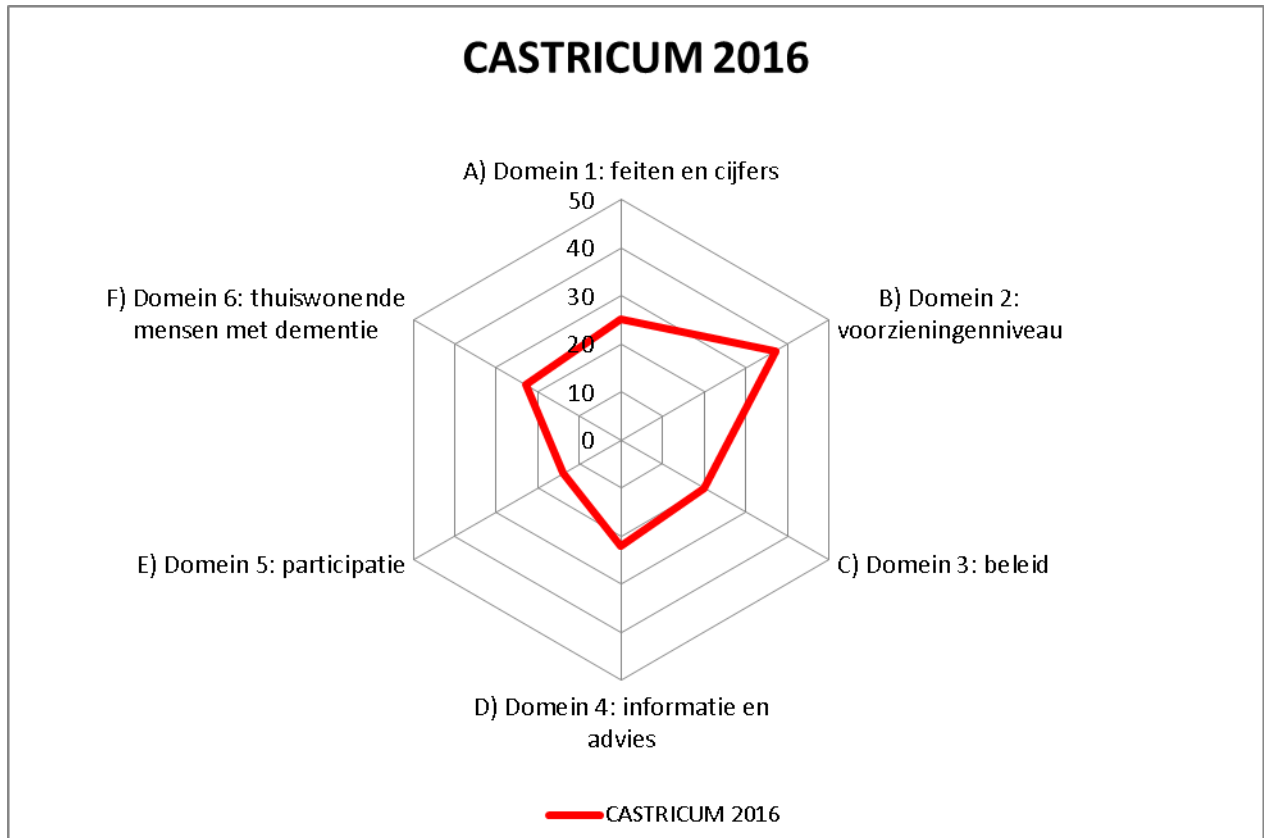 CASTRICUM 2016
A) Domein 1: feiten en cijfers
50
40
30
20
10
0
B) Domein 2:
voorzieningenniveau
C) Domein 3: beleid
D) Domein 4: informatie en
advies
E) Domein 5: participatie
F) Domein 6: thuiswonende
mensen met dementie
CASTRICUM 2016